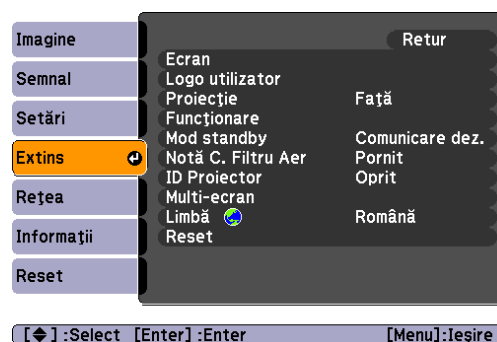 Imagine
Semnal
Setări
Extins
Reţea
Informaţii
Reset
Retur
Ecran
Logo utilizator
Proiecţie Faţă
Funcţionare
Mod standby Comunicare dez.
Notă C. Filtru Aer Pornit
ID Proiector Oprit
Multi-ecran
Limbă Română
Reset
[◆] :Select [Enter] :Enter [Menu]:Ieşire